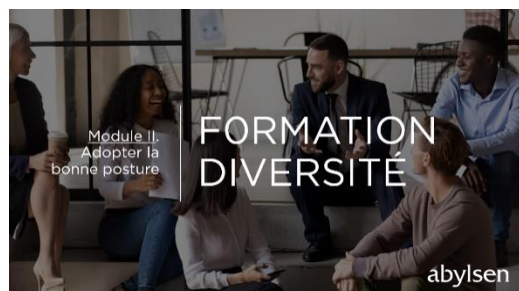 Module II.
Adopter la
bonne posture
FORMATION
DIVERSITÉ
abylsen